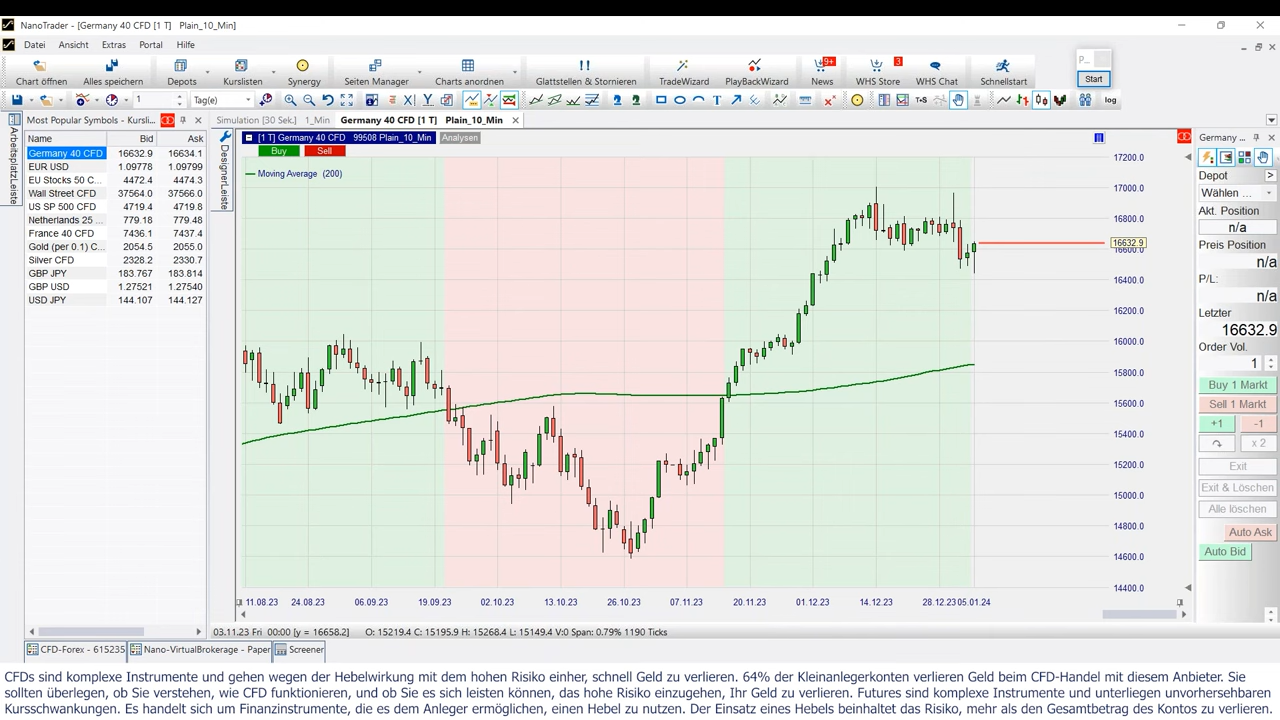 NanoTrader - [Germany 40 CFD [1 T] Plain_10_Min]
Datei Ansicht Extras Portal Hilfe
Chart öffnen Alles speichern Depots Kurslisten Synergy Seiten Manager Charts anordnen Glattstellen & Stornieren TradeWizard PlayBackWizard 9+ News 3 WHS Store WHS Chat Schnellstart
P...
Start
1 Tag(e) T+$ log
Arbeitsplatzleiste
Most Popular Symbols - Kursli...
Name Bid Ask
Germany 40 CFD 16632.9 16634.1
EUR USD 1.09778 1.09799
EU Stocks 50 C... 4472.4 4474.3
Wall Street CFD 37564.0 37566.0
US SP 500 CFD 4719.4 4719.8
Netherlands 25 ... 779.18 779.48
France 40 CFD 7436.1 7437.4
Gold (per 0.1) C... 2054.5 2055.0
Silver CFD 2328.2 2330.7
GBP JPY 183.767 183.814
GBP USD 1.27521 1.27540
USD JPY 144.107 144.127
Simulation [30 Sek.] 1_Min Germany 40 CFD [1 T] Plain_10_Min
DesignerLeiste
[1 T] Germany 40 CFD 99508 Plain_10_Min Analysen
Buy Sell
Moving Average (200)
17200.0
17000.0
16800.0
16632.9
16600.0
16400.0
16200.0
16000.0
15800.0
15600.0
15400.0
15200.0
15000.0
14800.0
14600.0
14400.0
11.08.23 24.08.23 06.09.23 19.09.23 02.10.23 13.10.23 26.10.23 07.11.23 20.11.23 01.12.23 14.12.23 28.12.23 05.01.24
03.11.23 Fri 00:00 [y = 16658.2] O: 15219.4 C: 15195.9 H: 15268.4 L: 15149.4 V:0 Span: 0.79% 1190 Ticks
Germany ...
Depot >
Wählen ...
Akt. Position
n/a
Preis Position
n/a
P/L:
n/a
Letzter
16632.9
Order Vol.
1
Buy 1 Markt
Sell 1 Markt
+1 -1
x 2
Exit
Exit & Löschen
Alle löschen
Auto Ask
Auto Bid
CFD-Forex - 615235 Nano-VirtualBrokerage - Paper Screener
CFDs sind komplexe Instrumente und gehen wegen der Hebelwirkung mit dem hohen Risiko einher, schnell Geld zu verlieren. 64% der Kleinanlegerkonten verlieren Geld beim CFD-Handel mit diesem Anbieter. Sie
sollten überlegen, ob Sie verstehen, wie CFD funktionieren, und ob Sie es sich leisten können, das hohe Risiko einzugehen, Ihr Geld zu verlieren. Futures sind komplexe Instrumente und unterliegen unvorhersehbaren
Kursschwankungen. Es handelt sich um Finanzinstrumente, die es dem Anleger ermöglichen, einen Hebel zu nutzen. Der Einsatz eines Hebels beinhaltet das Risiko, mehr als den Gesamtbetrag des Kontos zu verlieren.